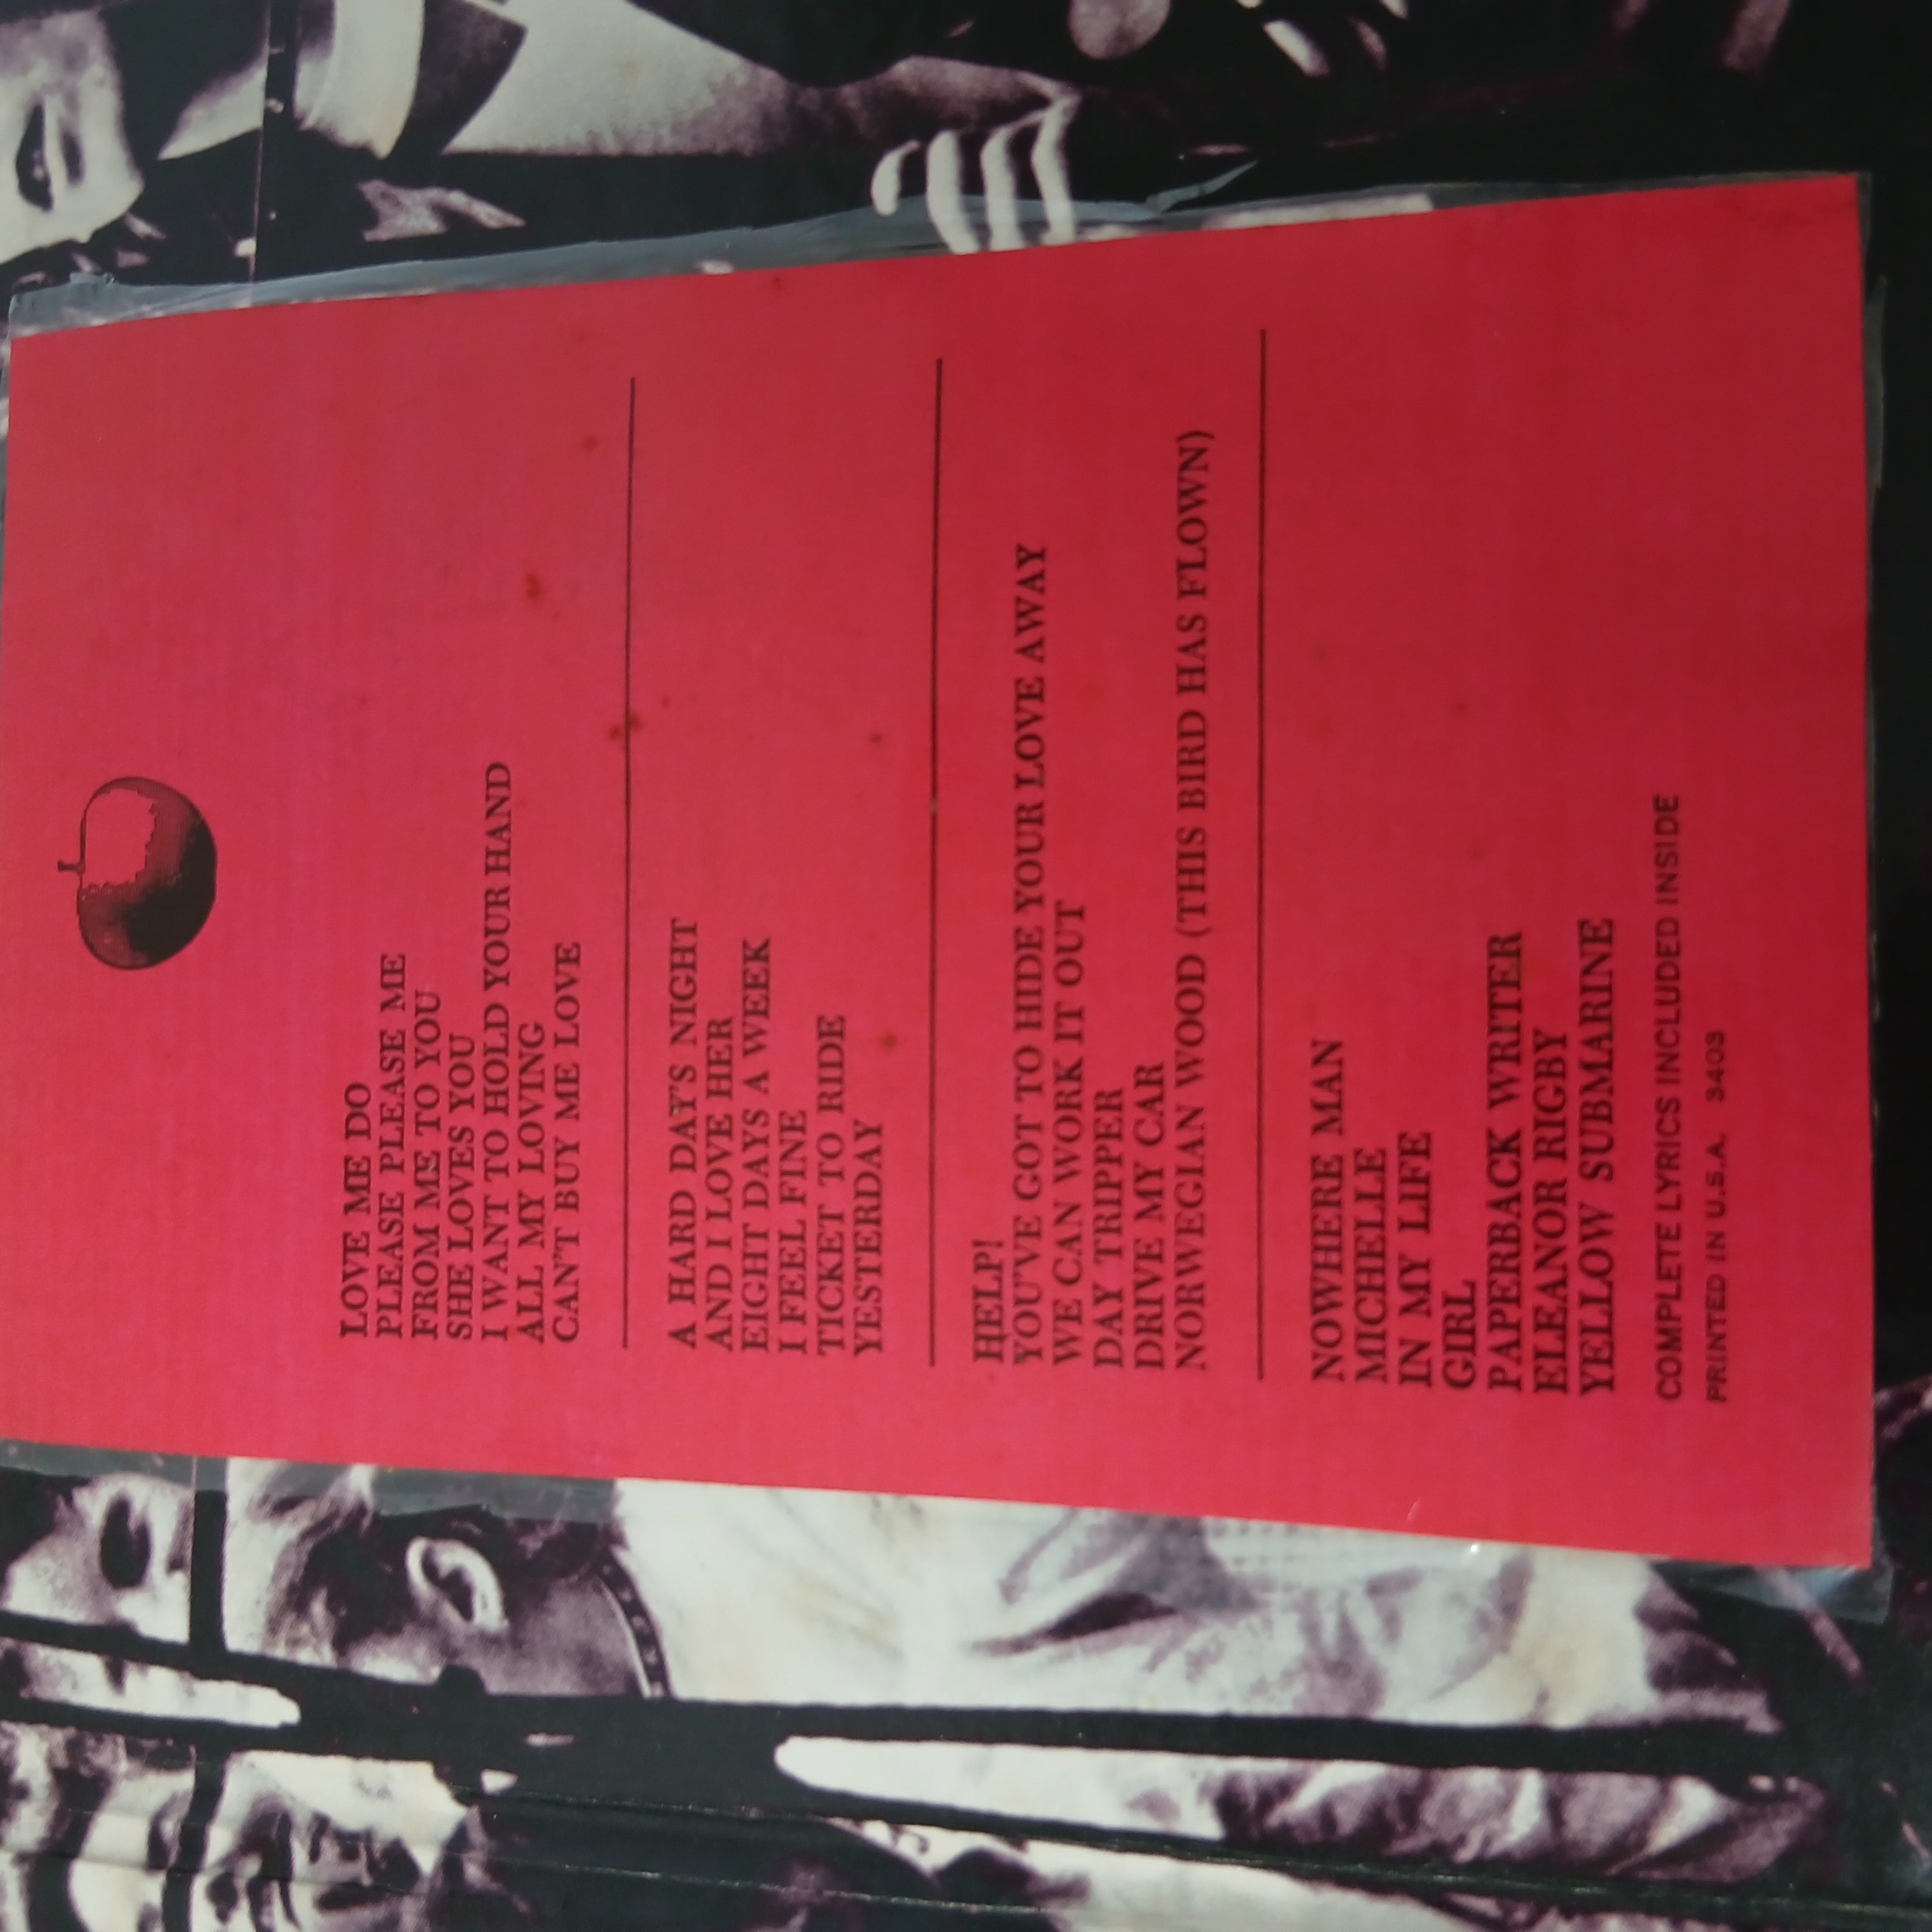 LOVE ME DO
PLEASE PLEASE ME
FROM ME TO YOU
SHE LOVES YOU
I WANT TO HOLD YOUR HAND
ALL MY LOVING
CAN'T BUY ME LOVE
A HARD DAY'S NIGHT
AND I LOVE HER
EIGHT DAYS A WEEK
I FEEL FINE
TICKET TO RIDE
YESTERDAY
HELP!
YOU'VE GOT TO HIDE YOUR LOVE AWAY
WE CAN WORK IT OUT
DAY TRIPPER
DRIVE MY CAR
NORWEGIAN WOOD (THIS BIRD HAS FLOWN)
NOWHERE MAN
MICHELLE
IN MY LIFE
GIRL
PAPERBACK WRITER
ELEANOR RIGBY
YELLOW SUBMARINE
COMPLETE LYRICS INCLUDED INSIDE
PRINTED IN U.S.A. 3403